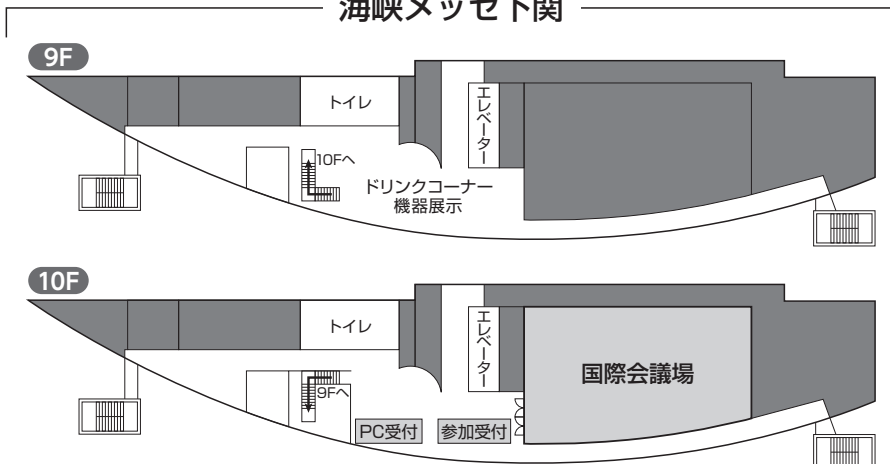 海峡メッセ下関
9F
トイレ
エレベーター
10Fへ
ドリンクコーナー
機器展示
10F
トイレ
エレベーター
国際会議場
9Fへ
PC受付
参加受付